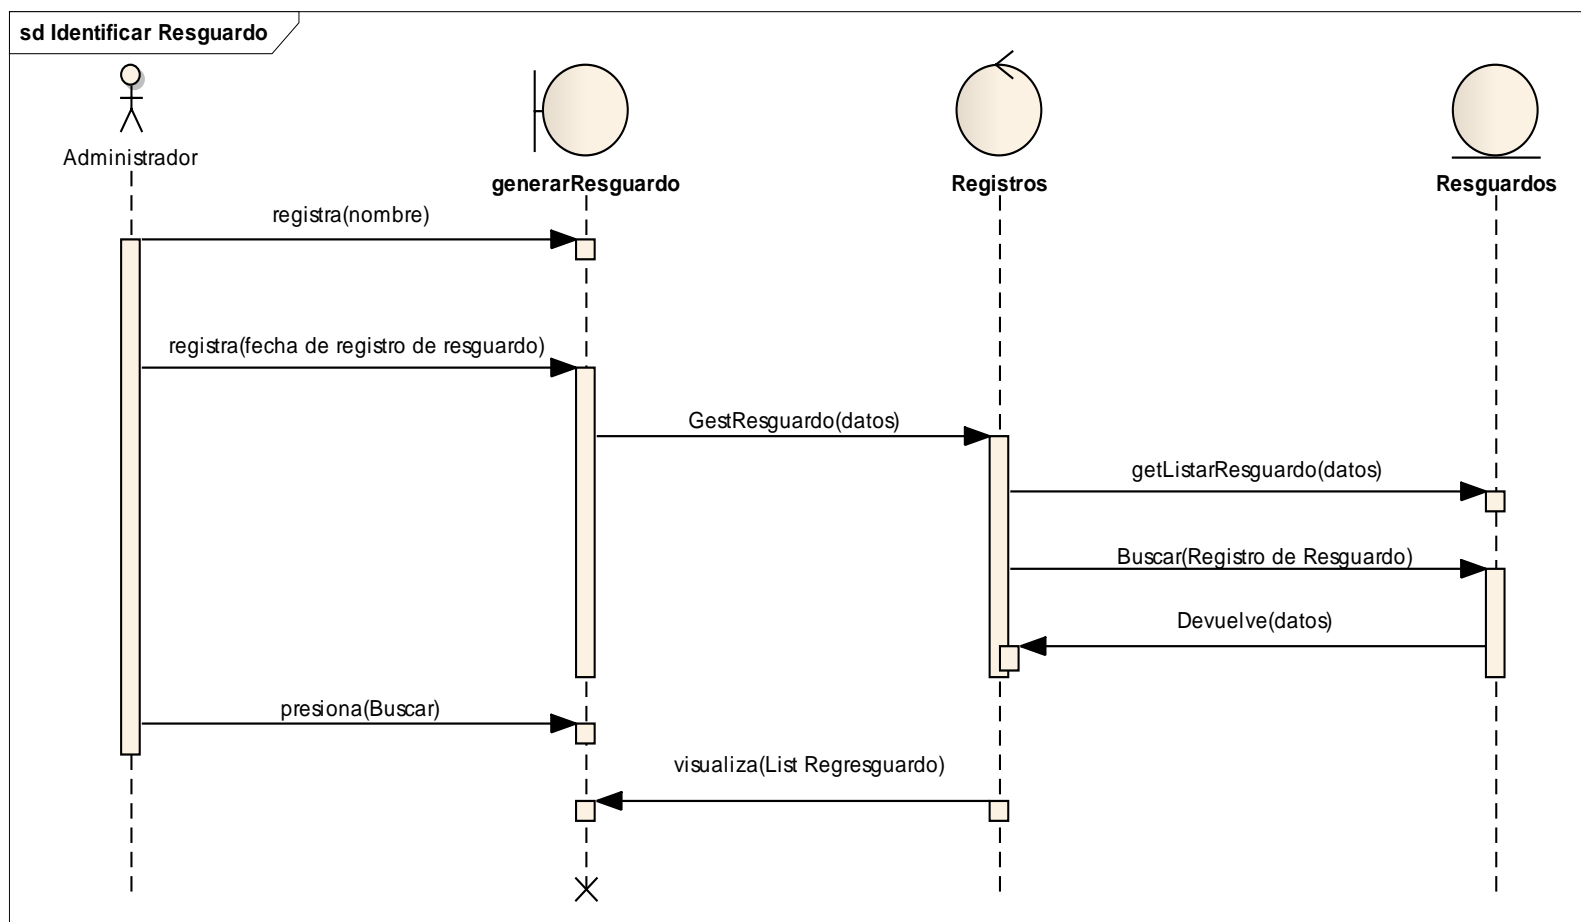 sd Identificar Resguardo
Administrador
generarResguardo
Registros
Resguardos
registra(nombre)
registra(fecha de registro de resguardo)
GestResguardo(datos)
getListarResguardo(datos)
Buscar(Registro de Resguardo)
Devuelve(datos)
presiona(Buscar)
visualiza(List Regresguardo)